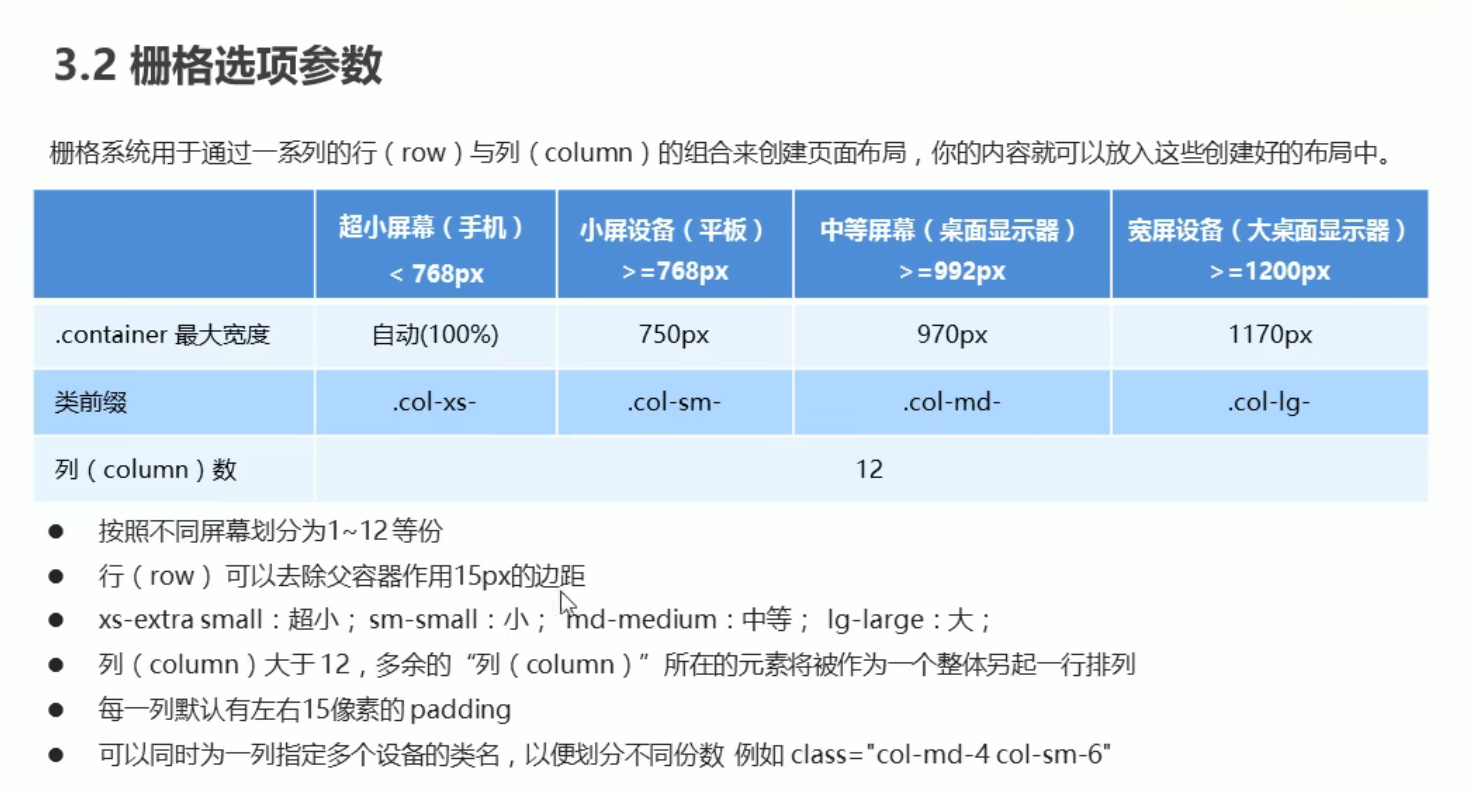 3.2 栅格选项参数
栅格系统用于通过一系列的行（row）与列（column）的组合来创建页面布局，你的内容就可以放入这些创建好的布局中。
超小屏幕（手机） 小屏设备（平板） 中等屏幕（桌面显示器） 宽屏设备（大桌面显示器）
< 768px >=768px >=992px >=1200px
.container 最大宽度 自动(100%) 750px 970px 1170px
类前缀 .col-xs- .col-sm- .col-md- .col-lg-
列（column）数 12
● 按照不同屏幕划分为1~12 等份
● 行（row） 可以去除父容器作用15px的边距
● xs-extra small：超小； sm-small：小； md-medium：中等； lg-large：大；
● 列（column）大于 12，多余的“列（column）”所在的元素将被作为一个整体另起一行排列
● 每一列默认有左右15像素的 padding
● 可以同时为一列指定多个设备的类名，以便划分不同份数 例如 class="col-md-4 col-sm-6"